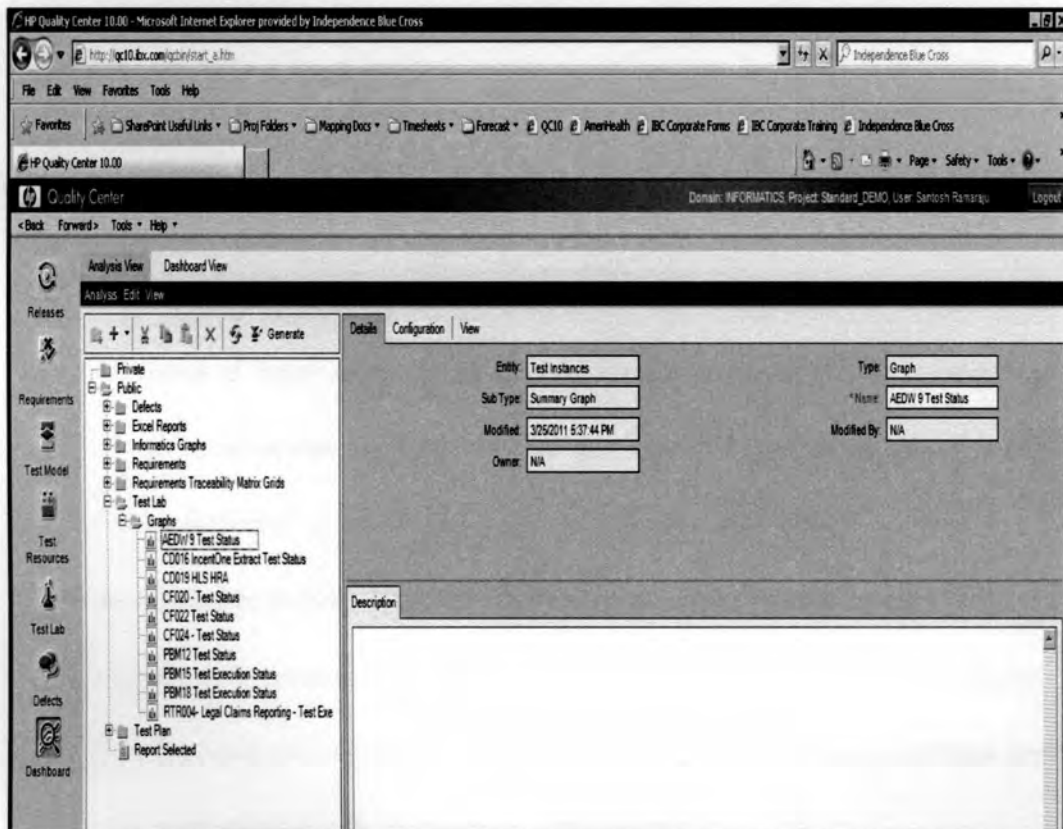 HP Quality Center 10.00 - Microsoft Internet Explorer provided by Independence Blue Cross
http://qc10.ibx.com/qcbin/start_a.htm
Independence Blue Cross
File Edit View Favorites Tools Help
Favorites SharePoint Useful Links Proj Folders Mapping Docs Timesheets Forecast QC10 AmeriHealth IBC Corporate Forms IBC Corporate Training Independence Blue Cross
HP Quality Center 10.00
Page Safety Tools
hp Quality Center
Domain: INFORMATICS, Project: Standard_DEMO, User: Santosh Ramaraju
Logout
<Back Forward> Tools Help
Releases
Requirements
Test Model
Test Resources
Test Lab
Defects
Dashboard
Analysis View Dashboard View
Analysis Edit View
Generate
Private
Public
Defects
Excel Reports
Informatics Graphs
Requirements
Requirements Traceability Matrix Grids
Test Lab
Graphs
AEDW 9 Test Status
CD016 IncentOne Extract Test Status
CD019 HLS HRA
CF020 - Test Status
CF022 Test Status
CF024 - Test Status
PBM12 Test Status
PBM15 Test Execution Status
PBM18 Test Execution Status
RTR004- Legal Claims Reporting - Test Exe
Test Plan
Report Selected
Details Configuration View
Entity: Test Instances
Type: Graph
Sub Type: Summary Graph
*Name: AEDW 9 Test Status
Modified: 3/25/2011 5:37:44 PM
Modified By: N/A
Owner: N/A
Description